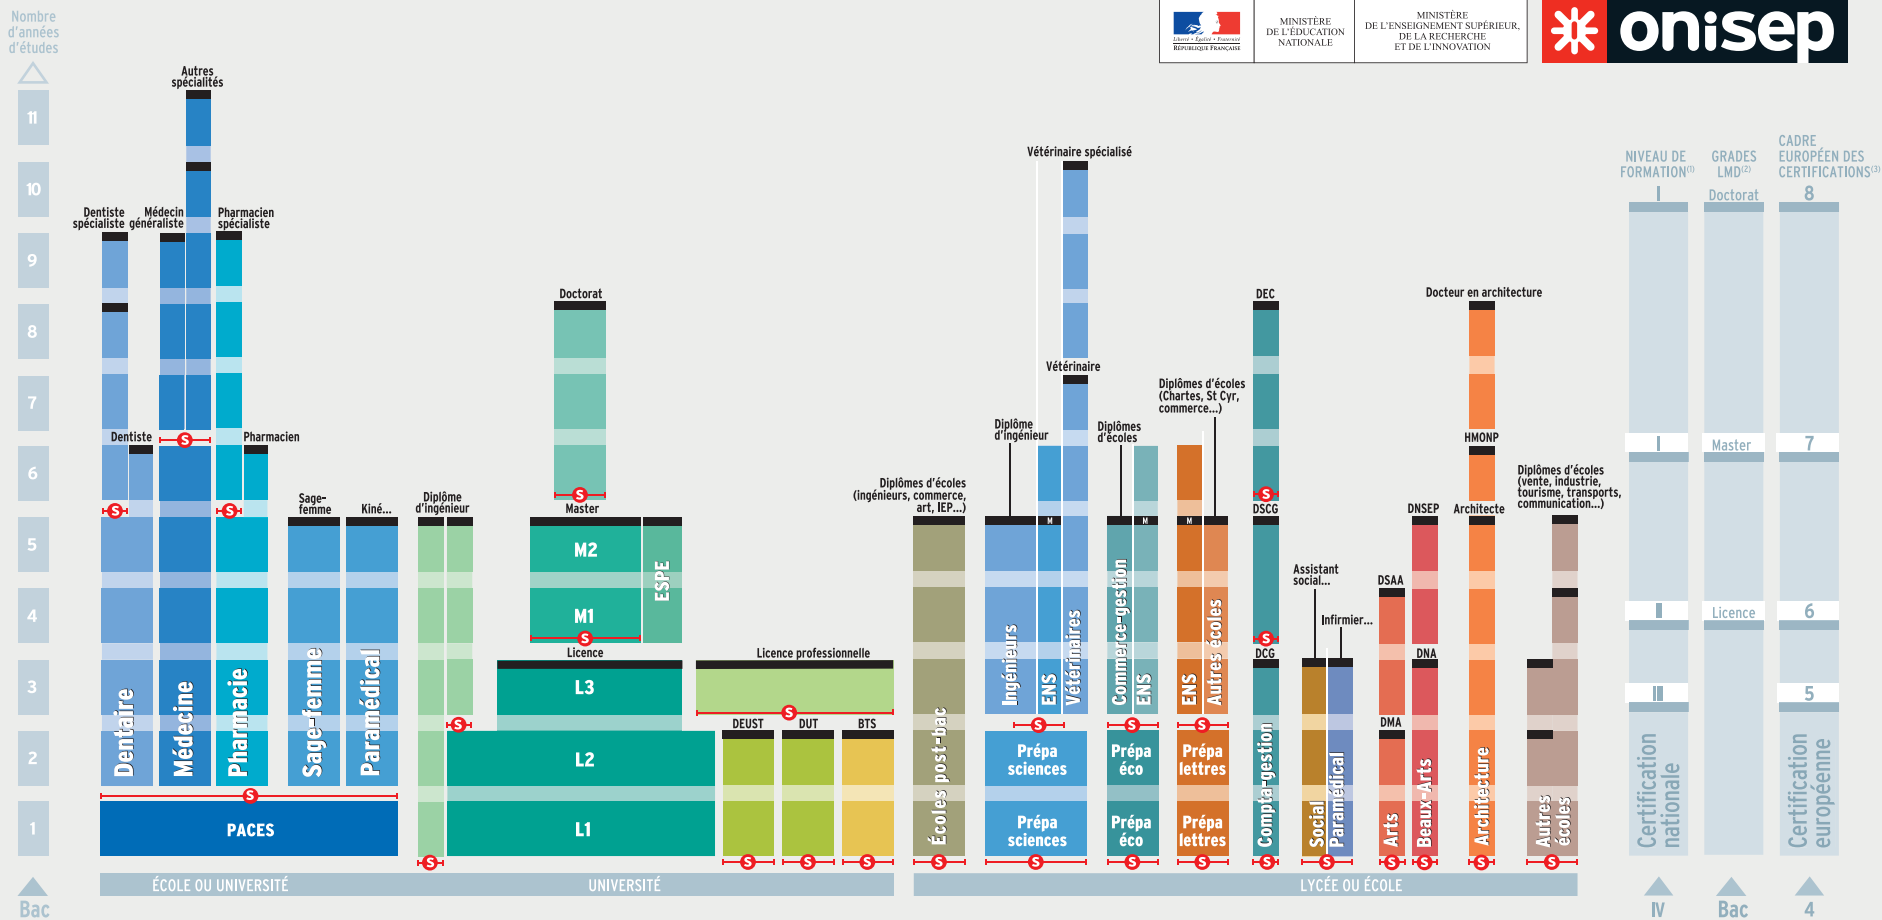 Nombre
d'années
d'études
Liberté • Égalité • Fraternité
RÉPUBLIQUE FRANÇAISE
MINISTÈRE
DE L'ÉDUCATION
NATIONALE
MINISTÈRE
DE L'ENSEIGNEMENT SUPÉRIEUR,
DE LA RECHERCHE
ET DE L'INNOVATION
onisep
11
10
9
8
7
6
5
4
3
2
1
Bac
Autres
spécialités
Dentiste
spécialiste
Médecin
généraliste
Pharmacien
spécialiste
Dentiste
S
Pharmacien
S
S
Sage-
femme
Kiné...
Dentaire
Médecine
Pharmacie
Sage-femme
Paramédical
S
PACES
ÉCOLE OU UNIVERSITÉ
Diplôme
d'ingénieur
S
S
Doctorat
S
Master
M2
M1
ESPE
S
Licence
L3
L2
L1
Licence professionnelle
S
DEUST
DUT
BTS
S
S
S
UNIVERSITÉ
Diplômes d'écoles
(ingénieurs, commerce,
art, IEP...)
Écoles post-bac
S
Vétérinaire spécialisé
Vétérinaire
Diplôme
d'ingénieur
M
Ingénieurs
ENS
Vétérinaires
S
Prépa
sciences
Prépa
sciences
S
Diplômes
d'écoles
M
Commerce-gestion
ENS
S
Prépa
éco
Prépa
éco
S
Diplômes d'écoles
(Chartes, St Cyr,
commerce...)
M
ENS
Autres écoles
S
Prépa
lettres
Prépa
lettres
S
DEC
S
DSCG
S
DCG
Compta-gestion
S
Assistant
social...
Infirmier...
Social
Paramédical
S
DSAA
DMA
Arts
S
DNSEP
DNA
Beaux-Arts
S
Docteur en architecture
HMONP
Architecte
Architecture
S
Diplômes d'écoles
(vente, industrie,
tourisme, transports,
communication...)
Autres
écoles
S
LYCÉE OU ÉCOLE
NIVEAU DE
FORMATION(1)
I
I
II
III
Certification
nationale
IV
GRADES
LMD(2)
Doctorat
Master
Licence
Bac
CADRE
EUROPÉEN DES
CERTIFICATIONS(3)
8
7
6
5
Certification
européenne
4